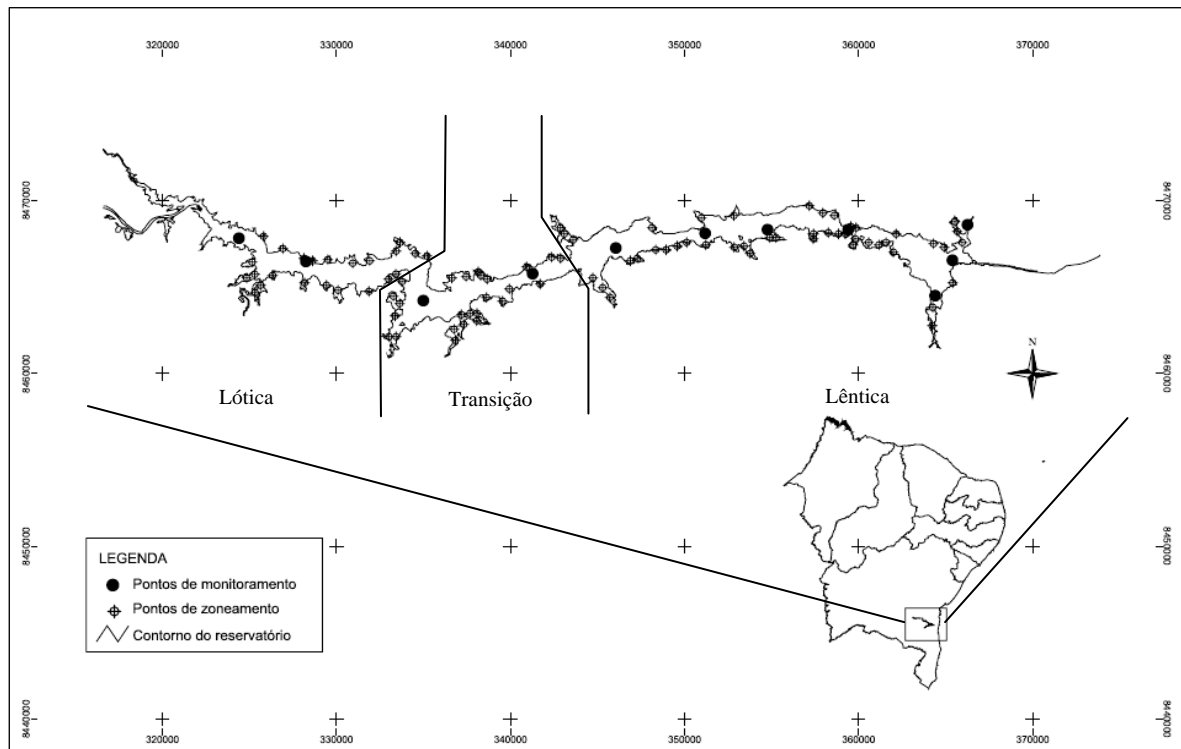 320000 330000 340000 350000 360000 370000
8470000 8470000
8460000 8460000
N
Lótica Transição Lêntica
8450000 8450000
LEGENDA
Pontos de monitoramento
Pontos de zoneamento
Contorno do reservatório
8440000 8440000
320000 330000 340000 350000 360000 370000